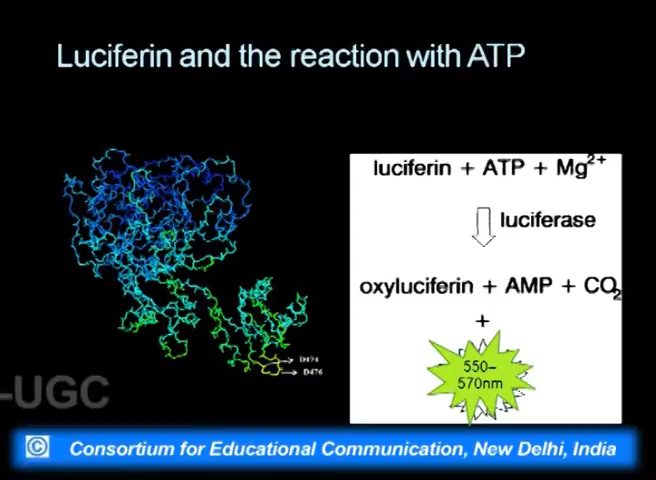 Luciferin and the reaction with ATP
luciferin + ATP + Mg²⁺
luciferase
oxyluciferin + AMP + CO₂
+
550–
570nm
D474
D476
-UGC
© Consortium for Educational Communication, New Delhi, India